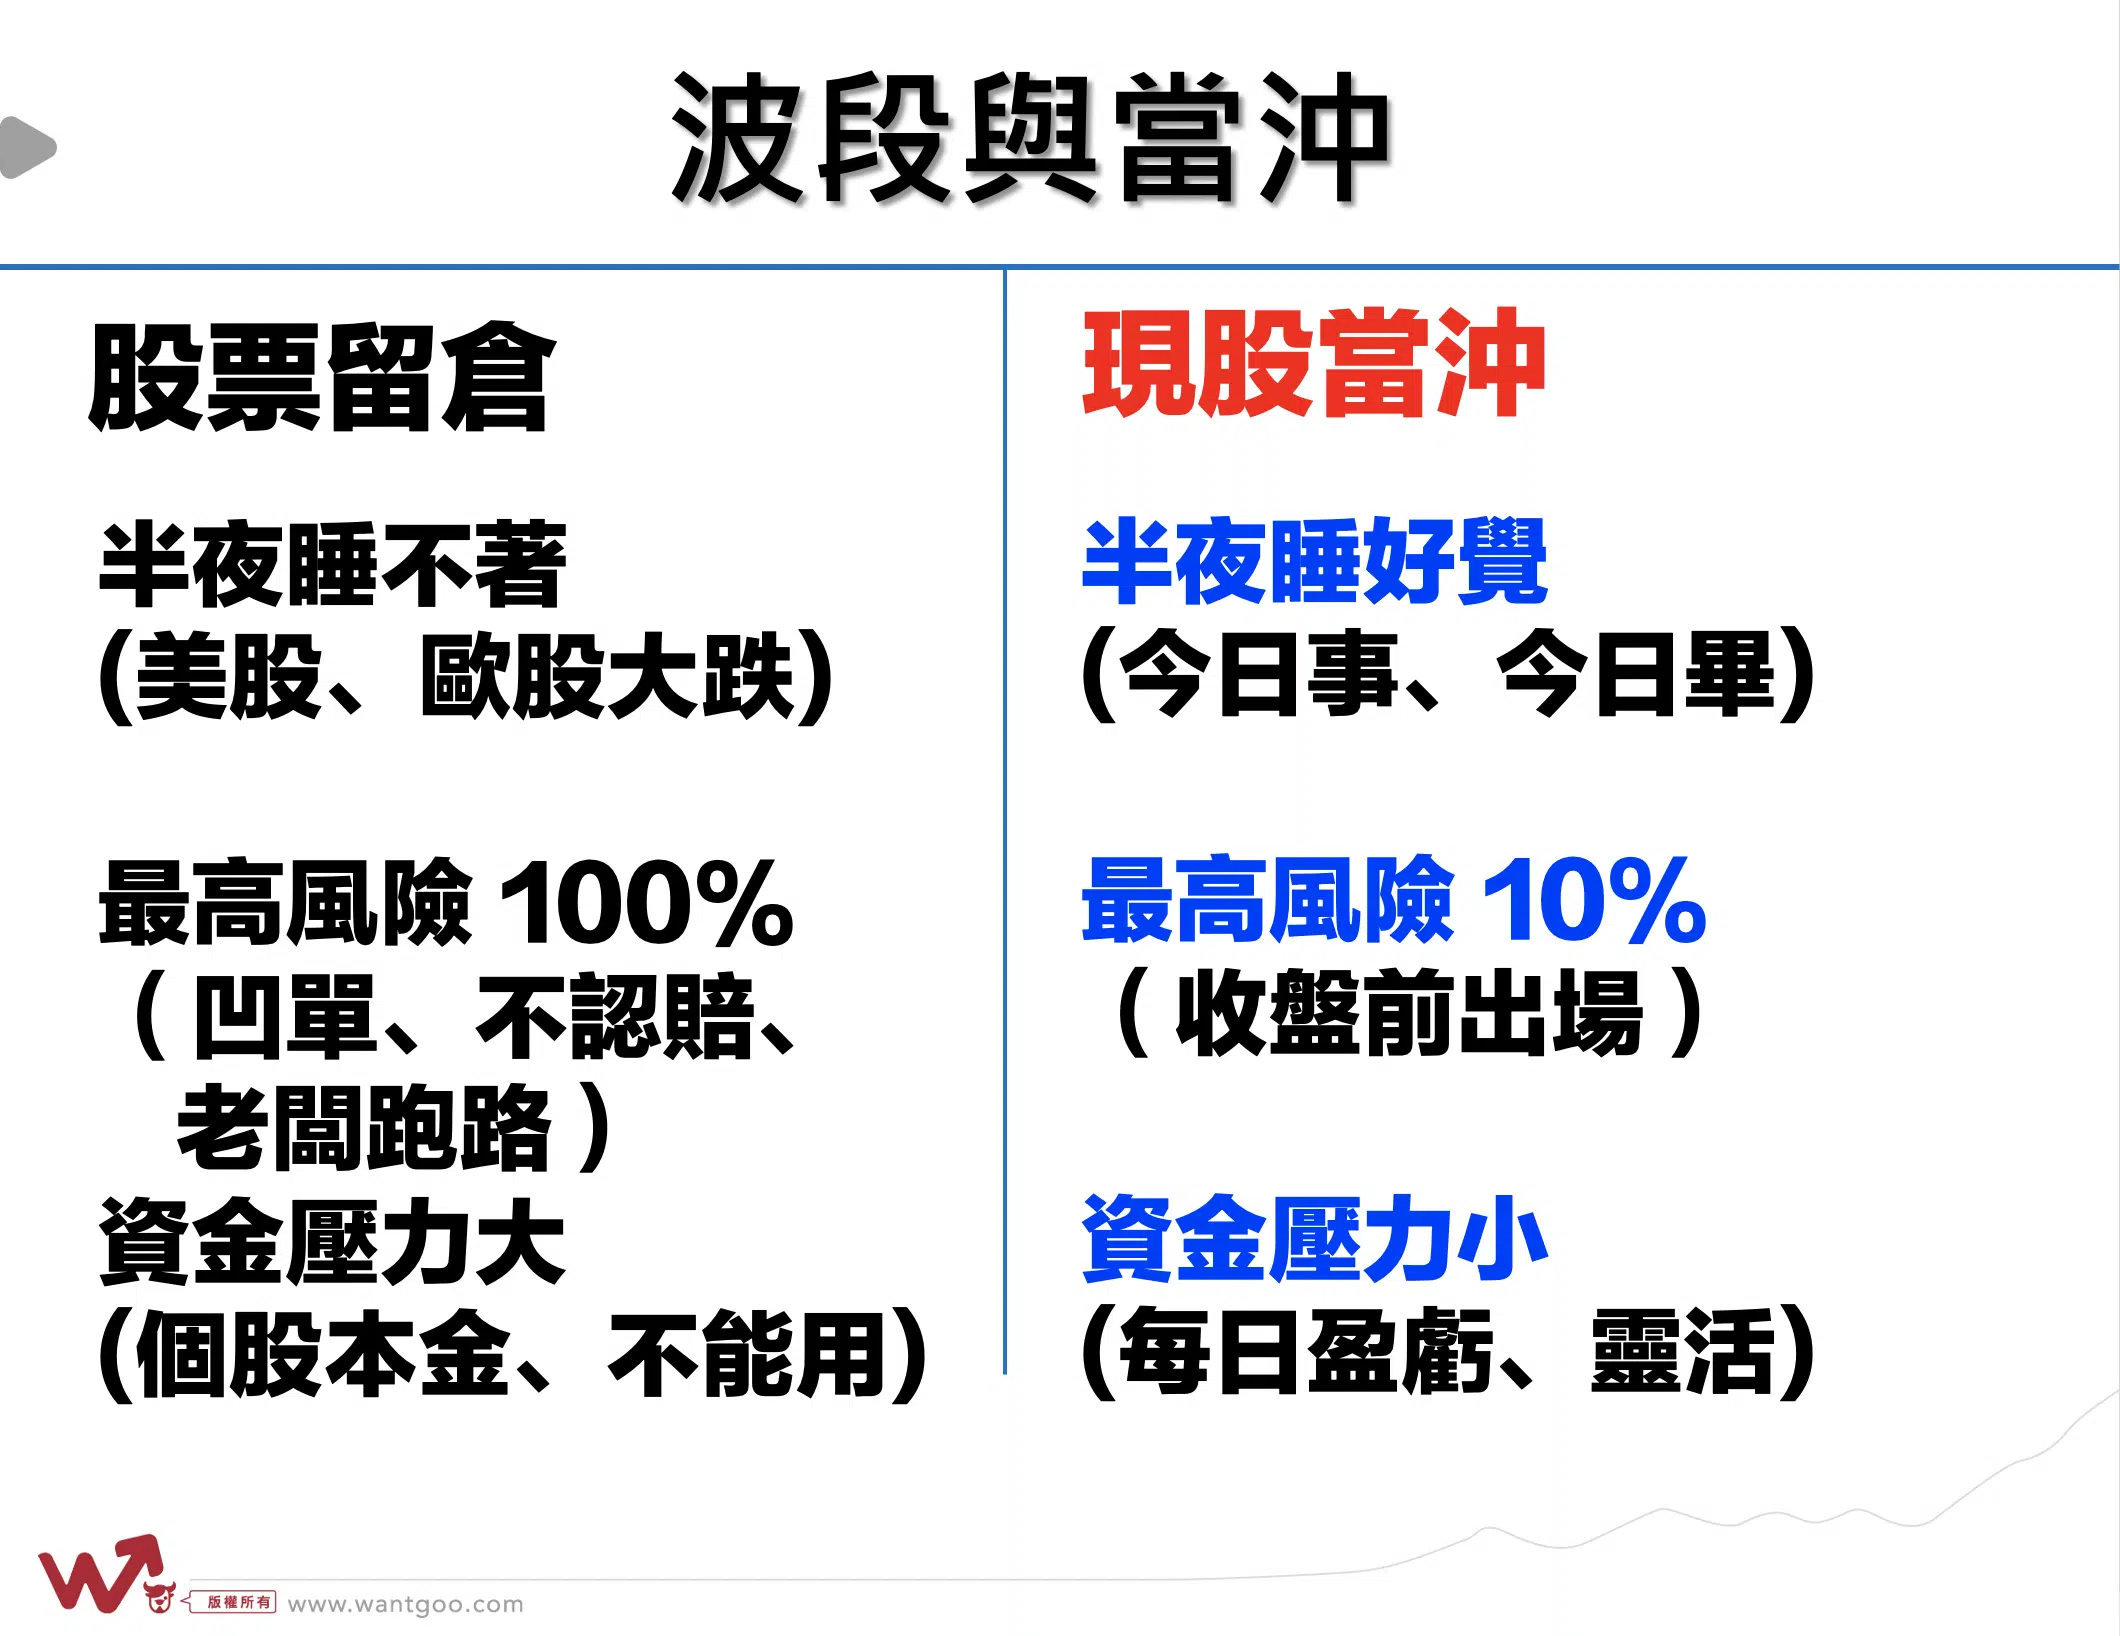 波段與當沖
股票留倉
半夜睡不著
(美股、歐股大跌)
最高風險 100%
( 凹單、不認賠、
老闆跑路 )
資金壓力大
(個股本金、不能用)
現股當沖
半夜睡好覺
(今日事、今日畢)
最高風險 10%
( 收盤前出場 )
資金壓力小
(每日盈虧、靈活)
版權所有
www.wantgoo.com